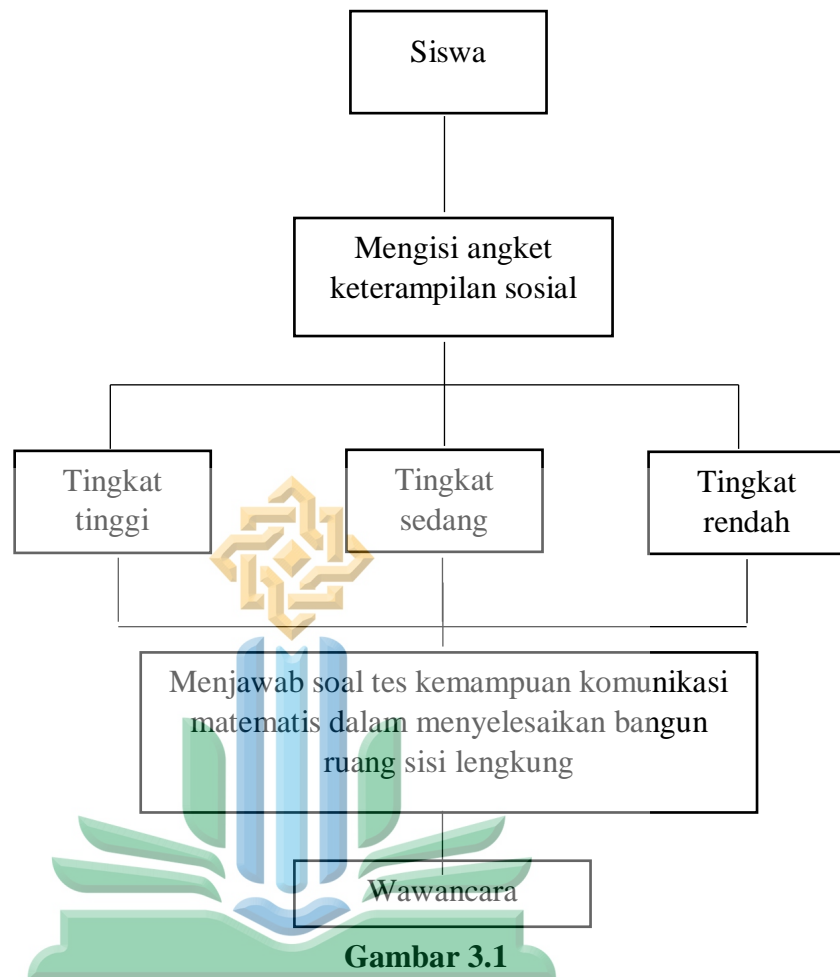 Siswa
Mengisi angket
keterampilan sosial
Tingkat
tinggi
Tingkat
sedang
Tingkat
rendah
Menjawab soal tes kemampuan komunikasi
matematis dalam menyelesaikan bangun
ruang sisi lengkung
Wawancara
Gambar 3.1